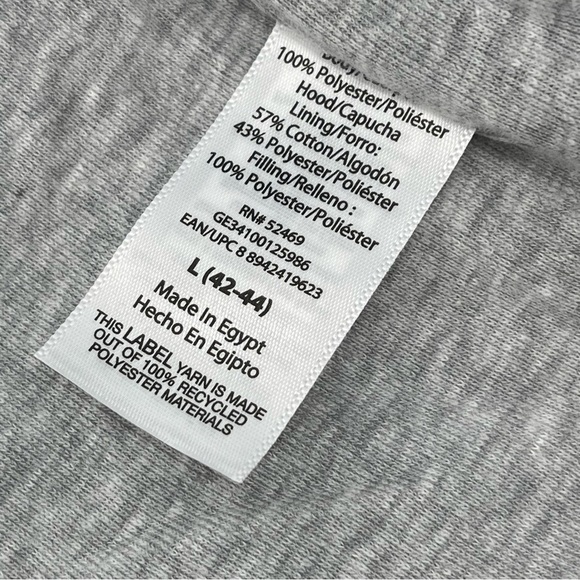 100% Polyester/Poliéster
Hood/Capucha
Lining/Forro:
57% Cotton/Algodón
43% Polyester/Poliéster
Filling/Relleno :
100% Polyester/Poliéster
RN# 52469
GE34100125986
EAN/UPC 8 8942419623
L (42-44)
Made In Egypt
Hecho En Egipto
THIS LABEL YARN IS MADE
OUT OF 100% RECYCLED
POLYESTER MATERIALS